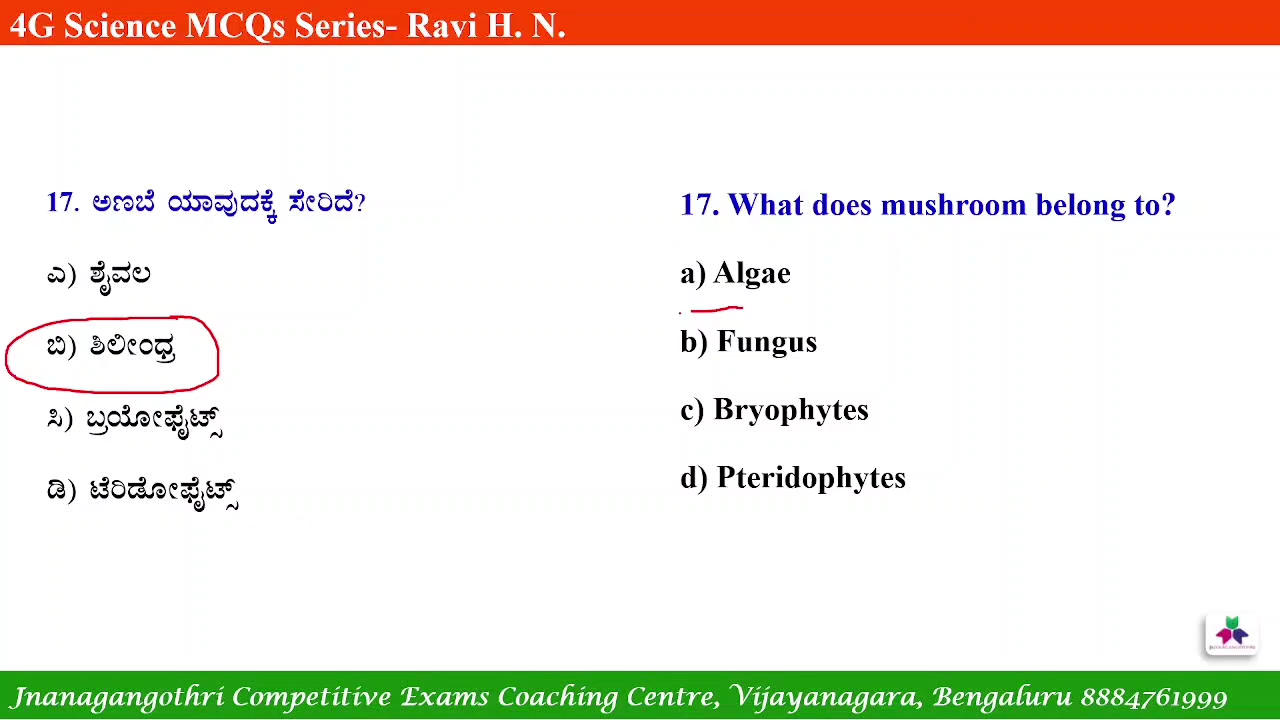 4G Science MCQs Series- Ravi H. N.
17. ಅಣಬೆ ಯಾವುದಕ್ಕೆ ಸೇರಿದೆ?
ಎ) ಶೈವಲ
ಬಿ) ಶಿಲೀಂಧ್ರ
ಸಿ) ಬ್ರಯೋಫೈಟ್ಸ್
ಡಿ) ಟೆರಿಡೋಫೈಟ್ಸ್
17. What does mushroom belong to?
a) Algae
b) Fungus
c) Bryophytes
d) Pteridophytes
JNANAGANGOTHRI
Jnanagangothri Competitive Exams Coaching Centre, Vijayanagara, Bengaluru 8884761999